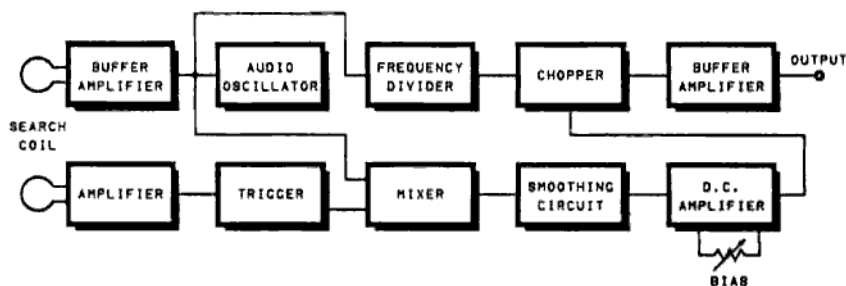 BUFFER
AMPLIFIER
AUDIO
OSCILLATOR
FREQUENCY
DIVIDER
CHOPPER
BUFFER
AMPLIFIER
OUTPUT
SEARCH
COIL
AMPLIFIER
TRIGGER
MIXER
SMOOTHING
CIRCUIT
D.C.
AMPLIFIER
BIAS